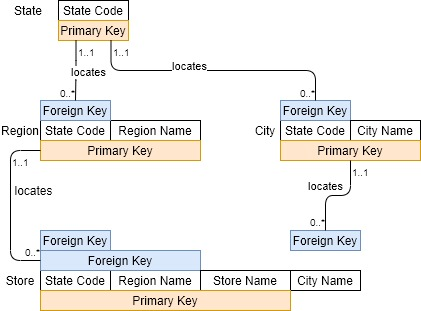 State State Code
Primary Key
1..1 1..1
locates locates
0..* 0..*
Foreign Key Foreign Key
Region State Code Region Name City State Code City Name
Primary Key Primary Key
1..1 1..1
locates locates
0..*
Foreign Key Foreign Key
0..* Foreign Key
Store State Code Region Name Store Name City Name
Primary Key